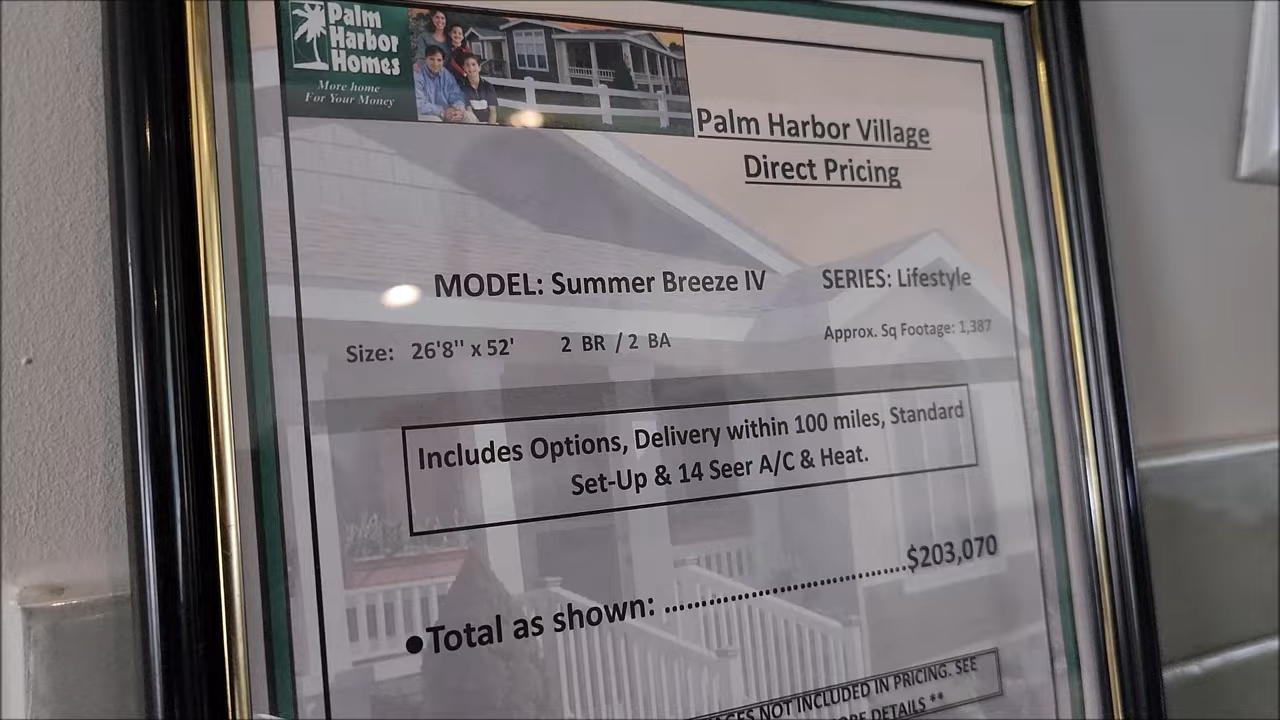 Palm
Harbor
Homes
More home
For Your Money
Palm Harbor Village
Direct Pricing
MODEL: Summer Breeze IV
SERIES: Lifestyle
Size: 26'8" x 52' 2 BR / 2 BA
Approx. Sq Footage: 1,387
Includes Options, Delivery within 100 miles, Standard
Set-Up & 14 Seer A/C & Heat.
●Total as shown: .......................................$203,070
NOT INCLUDED IN PRICING. SEE
DETAILS **